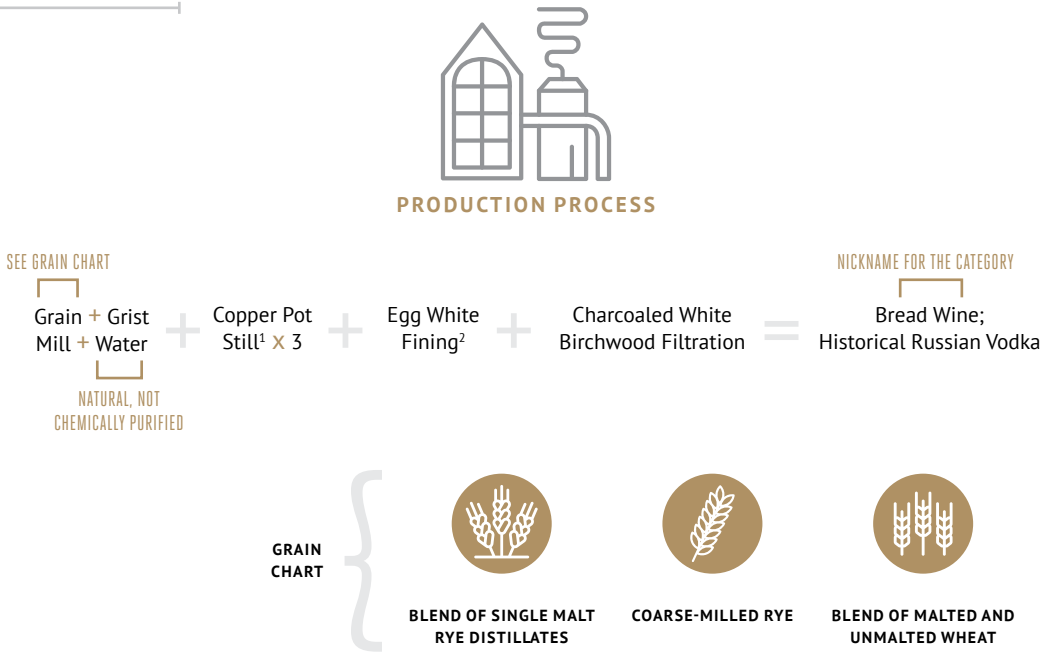 PRODUCTION PROCESS
SEE GRAIN CHART
Grain + Grist
Mill + Water
NATURAL, NOT
CHEMICALLY PURIFIED
+
Copper Pot
Still¹ x 3
+
Egg White
Fining²
+
Charcoaled White
Birchwood Filtration
=
NICKNAME FOR THE CATEGORY
Bread Wine;
Historical Russian Vodka
GRAIN
CHART
BLEND OF SINGLE MALT
RYE DISTILLATES
COARSE-MILLED RYE
BLEND OF MALTED AND
UNMALTED WHEAT